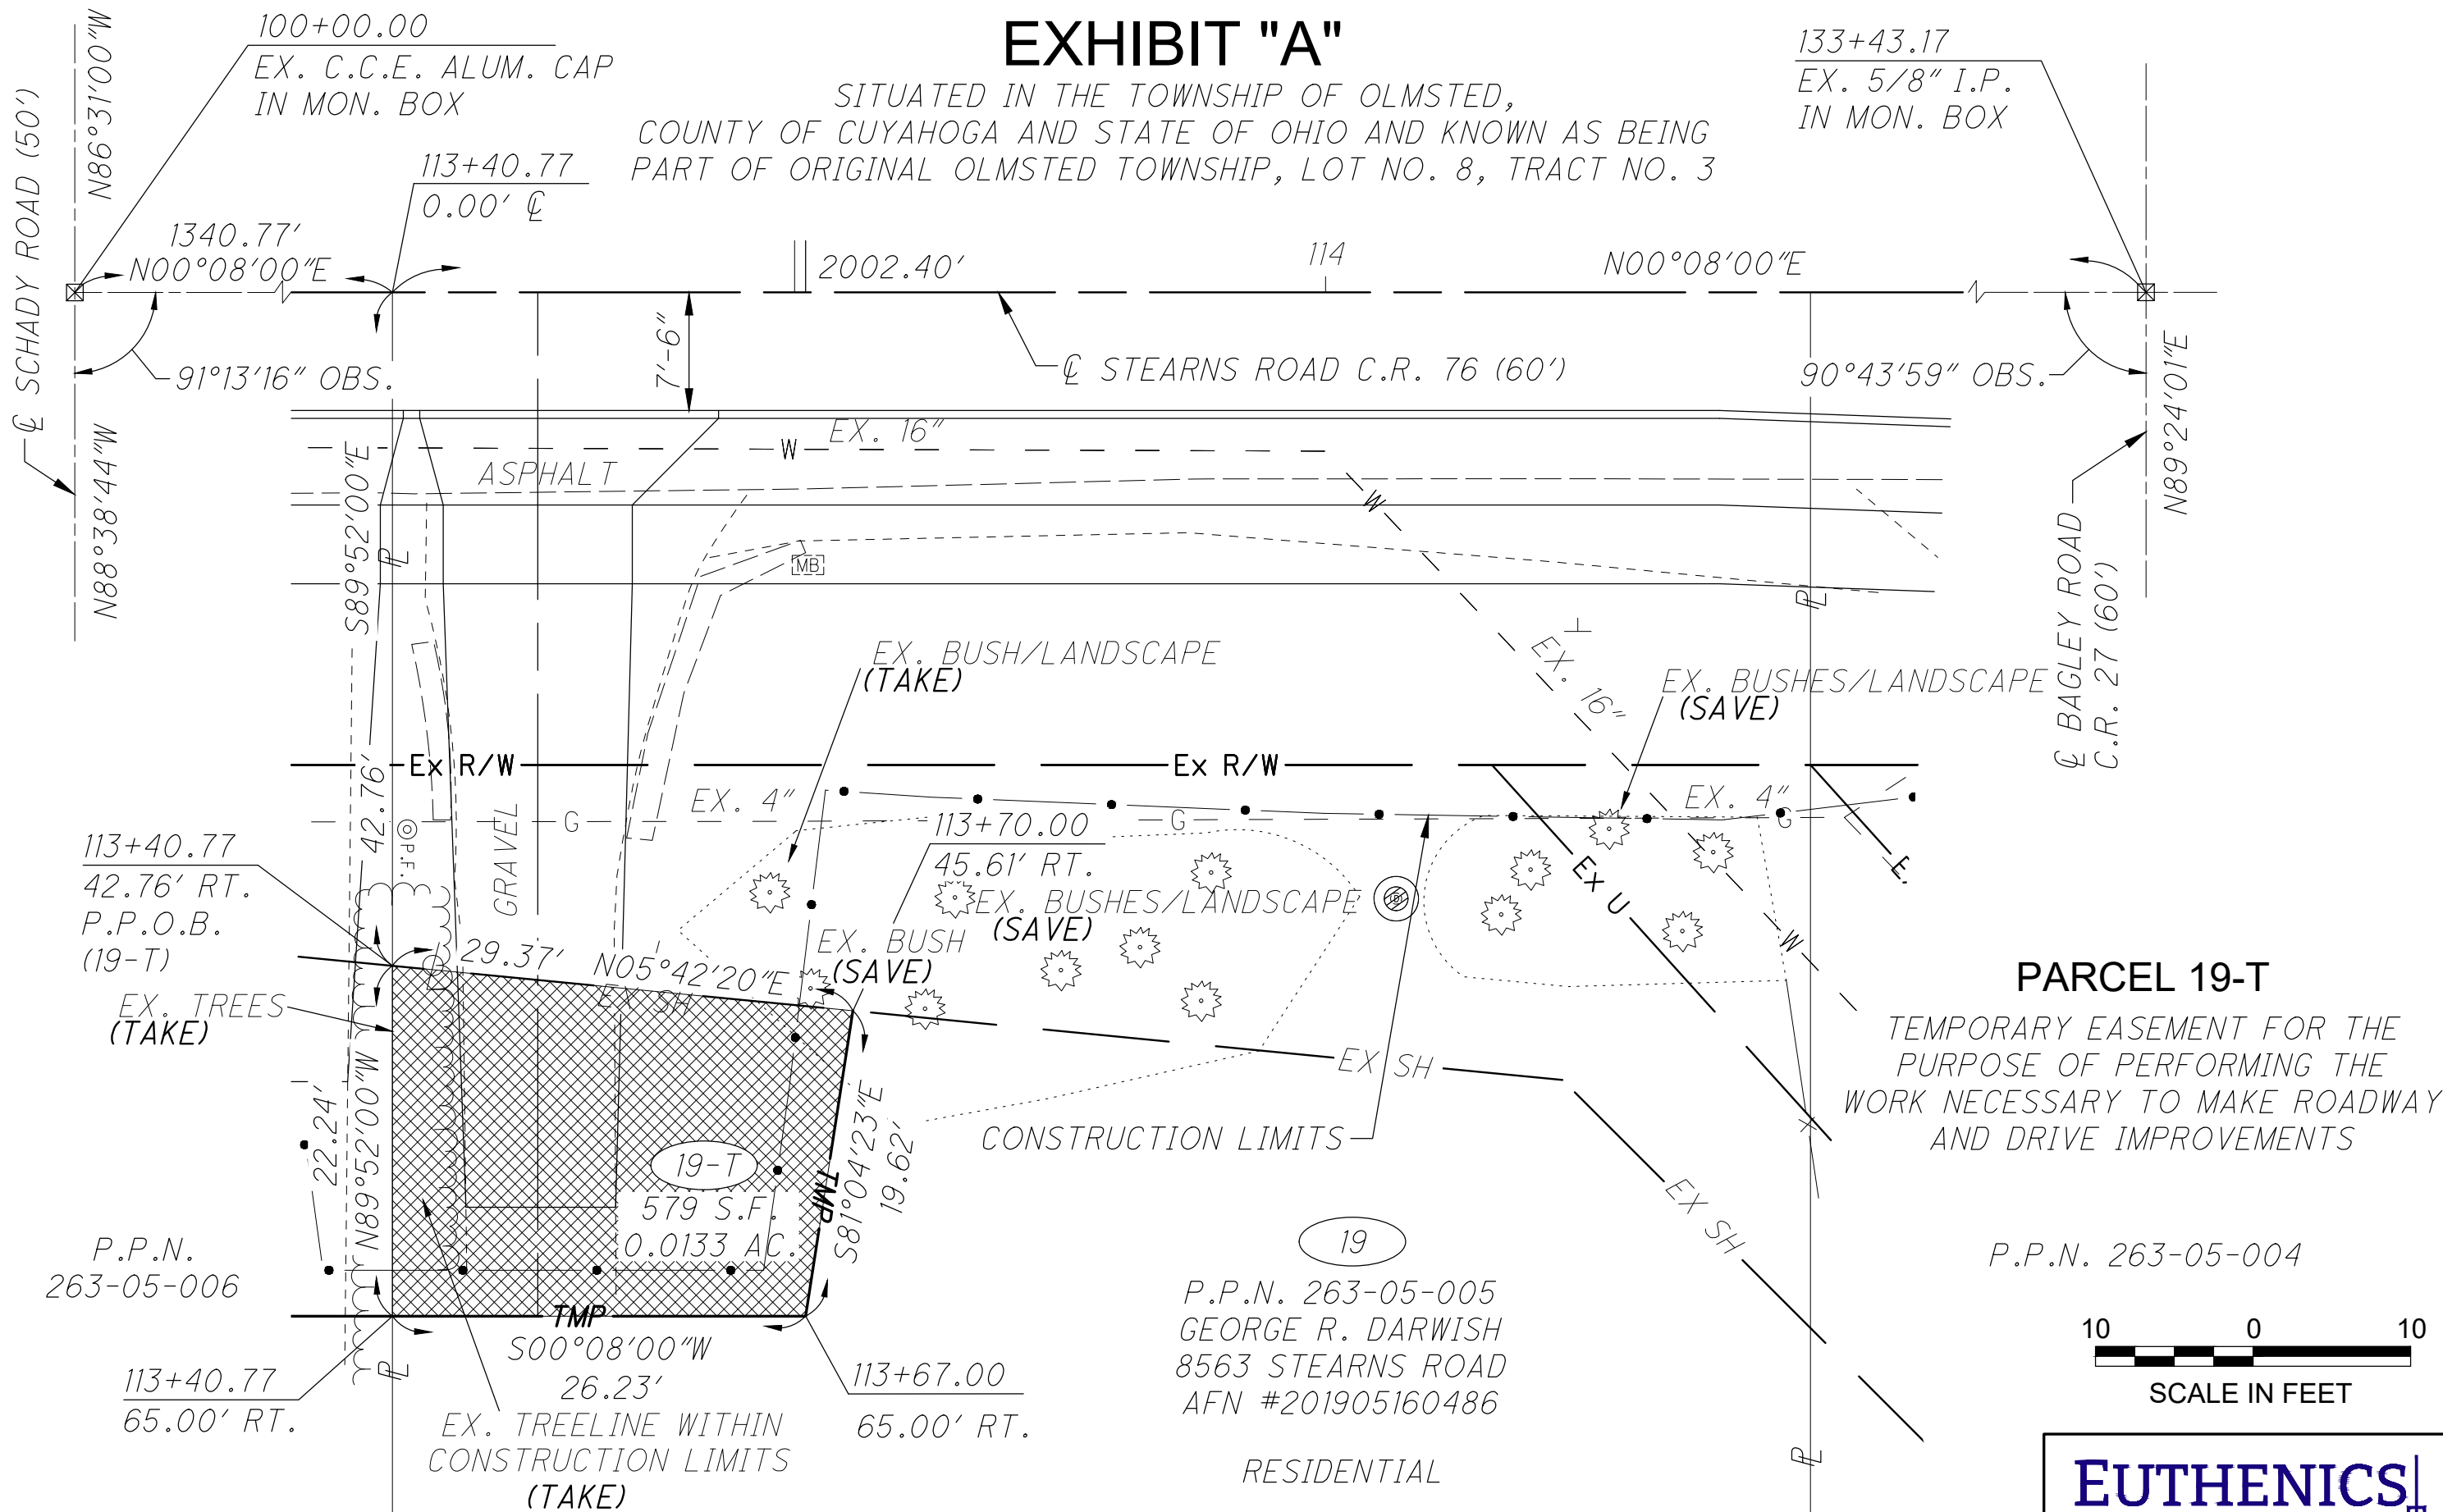 EXHIBIT "A"
SITUATED IN THE TOWNSHIP OF OLMSTED,
COUNTY OF CUYAHOGA AND STATE OF OHIO AND KNOWN AS BEING
PART OF ORIGINAL OLMSTED TOWNSHIP, LOT NO. 8, TRACT NO. 3
100+00.00
EX. C.C.E. ALUM. CAP
IN MON. BOX
133+43.17
EX. 5/8" I.P.
IN MON. BOX
℄ SCHADY ROAD (50')
N86°31'00"W
N88°38'44"W
113+40.77
0.00' ℄
1340.77'
N00°08'00"E
2002.40'
114
N00°08'00"E
91°13'16" OBS.
7'-6"
℄ STEARNS ROAD C.R. 76 (60')
90°43'59" OBS.
N89°24'01"E
℄ BAGLEY ROAD
C.R. 27 (60')
EX. 16"
W
ASPHALT
W
S89°52'00"E
42.76'
PL
MB
PL
EX. BUSH/LANDSCAPE
(TAKE)
EX. 16"
EX. BUSHES/LANDSCAPE
(SAVE)
Ex R/W
Ex R/W
EX. 4"
G
G
EX. 4"
G
P.F.
GRAVEL
113+40.77
42.76' RT.
P.P.O.B.
(19-T)
113+70.00
45.61' RT.
EX. BUSHES/LANDSCAPE
(SAVE)
EX. BUSH
(SAVE)
Ex U
W
EX. TREES
(TAKE)
29.37'
N05°42'20"E
EX SH
EX SH
EX SH
CONSTRUCTION LIMITS
PARCEL 19-T
TEMPORARY EASEMENT FOR THE
PURPOSE OF PERFORMING THE
WORK NECESSARY TO MAKE ROADWAY
AND DRIVE IMPROVEMENTS
22.24'
N89°52'00"W
19-T
579 S.F.
0.0133 AC.
TMP
S81°04'23"E
19.62'
P.P.N.
263-05-006
TMP
S00°08'00"W
26.23'
113+40.77
65.00' RT.
PL
113+67.00
65.00' RT.
EX. TREELINE WITHIN
CONSTRUCTION LIMITS
(TAKE)
19
P.P.N. 263-05-005
GEORGE R. DARWISH
8563 STEARNS ROAD
AFN #201905160486
RESIDENTIAL
PL
P.P.N. 263-05-004
10 0 10
SCALE IN FEET
EUTHENICS